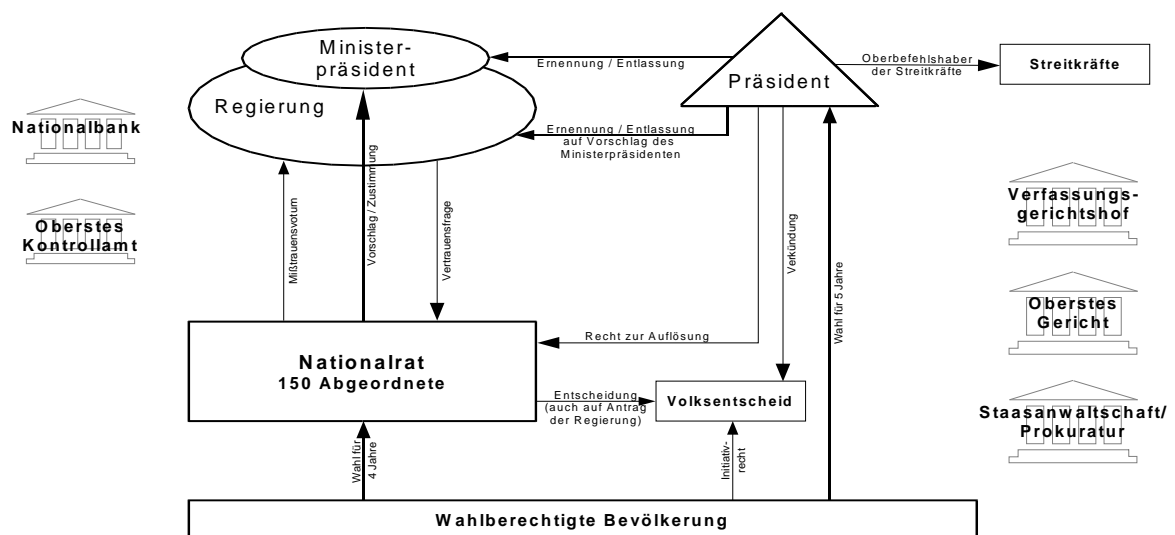 Minister-
präsident
Regierung
Ernennung / Entlassung
Präsident
Oberbefehlshaber
der Streitkräfte
Streitkräfte
Nationalbank
Oberstes
Kontrollamt
Ernennung / Entlassung
auf Vorschlag des
Ministerpräsidenten
Mißtrauensvotum
Vorschlag / Zustimmung
Vertrauensfrage
Verkündung
Wahl für 5 Jahre
Verfassungs-
gerichtshof
Oberstes
Gericht
Staasanwaltschaft/
Prokuratur
Recht zur Auflösung
Nationalrat
150 Abgeordnete
Entscheidung
(auch auf Antrag
der Regierung)
Volksentscheid
Wahl für
4 Jahre
Initiativ-
recht
Wahlberechtigte Bevölkerung